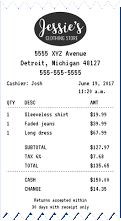 Jessie's
CLOTHING STORE
5555 XYZ Avenue
Detroit, Michigan 48127
555-555-5555
Cashier: Josh June 19, 2017
11:20 a.m.
QTY DESC AMT
1 Sleeveless shirt $19.99
1 Faded jeans $39.99
1 Long dress $67.99
SUBTOTAL $127.97
TAX 6% $7.68
TOTAL $135.65
CASH $150.00
CHANGE $14.35
Returns accepted within
30 days with receipt only